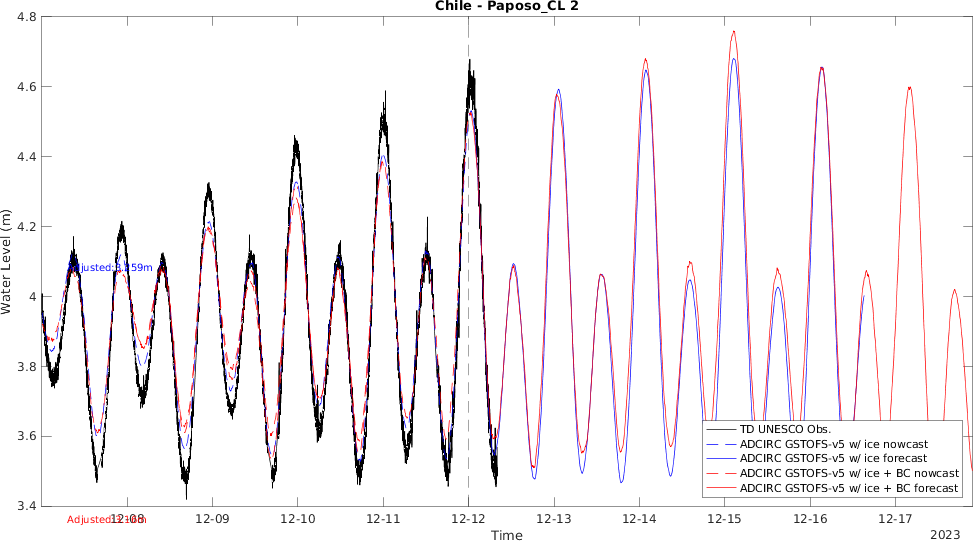 Chile - Paposo_CL 2
4.8
4.6
4.4
4.2
4
3.8
3.6
3.4
Water Level (m)
TD UNESCO Obs.
ADCIRC GSTOFS-v5 w/ ice nowcast
ADCIRC GSTOFS-v5 w/ ice forecast
ADCIRC GSTOFS-v5 w/ ice + BC nowcast
ADCIRC GSTOFS-v5 w/ ice + BC forecast
12-08 12-09 12-10 12-11 12-12 12-13 12-14 12-15 12-16 12-17
Time
2023